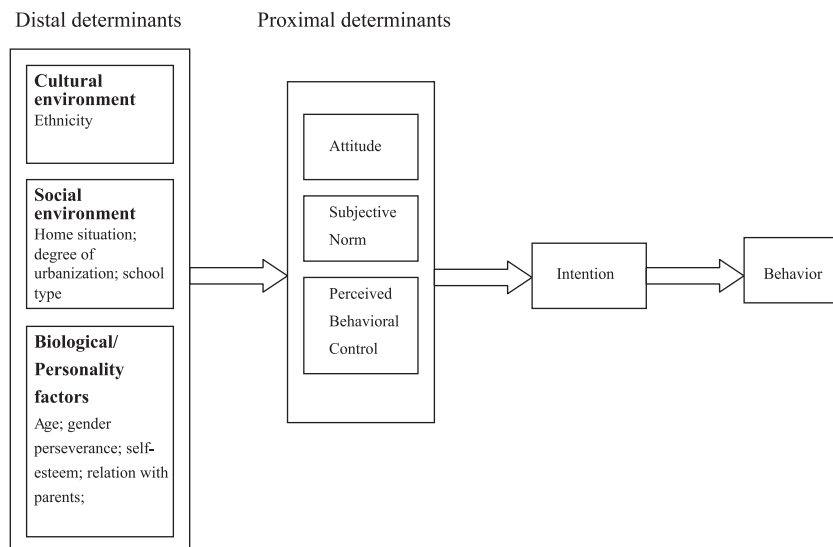 Distal determinants
Proximal determinants
Cultural
environment
Ethnicity
Social
environment
Home situation;
degree of
urbanization; school
type
Biological/
Personality
factors
Age; gender
perseverance; self-
esteem; relation with
parents;
Attitude
Subjective
Norm
Perceived
Behavioral
Control
Intention
Behavior